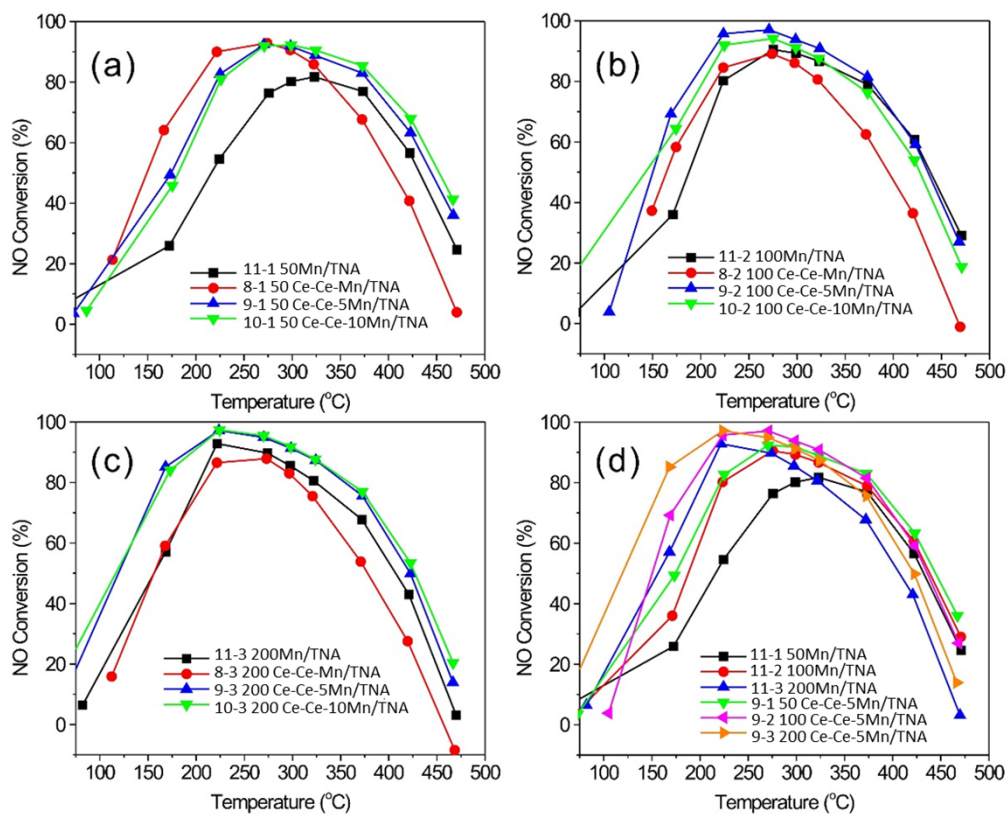 (a)
NO Conversion (%)
100
80
60
40
20
0
11-1 50Mn/TNA
8-1 50 Ce-Ce-Mn/TNA
9-1 50 Ce-Ce-5Mn/TNA
10-1 50 Ce-Ce-10Mn/TNA
100 150 200 250 300 350 400 450 500
Temperature (°C)
(b)
NO Conversion (%)
100
80
60
40
20
0
11-2 100Mn/TNA
8-2 100 Ce-Ce-Mn/TNA
9-2 100 Ce-Ce-5Mn/TNA
10-2 100 Ce-Ce-10Mn/TNA
100 150 200 250 300 350 400 450 500
Temperature (°C)
(c)
NO Conversion (%)
100
80
60
40
20
0
11-3 200Mn/TNA
8-3 200 Ce-Ce-Mn/TNA
9-3 200 Ce-Ce-5Mn/TNA
10-3 200 Ce-Ce-10Mn/TNA
100 150 200 250 300 350 400 450 500
Temperature (°C)
(d)
NO Conversion (%)
100
80
60
40
20
0
11-1 50Mn/TNA
11-2 100Mn/TNA
11-3 200Mn/TNA
9-1 50 Ce-Ce-5Mn/TNA
9-2 100 Ce-Ce-5Mn/TNA
9-3 200 Ce-Ce-5Mn/TNA
100 150 200 250 300 350 400 450 500
Temperature (°C)